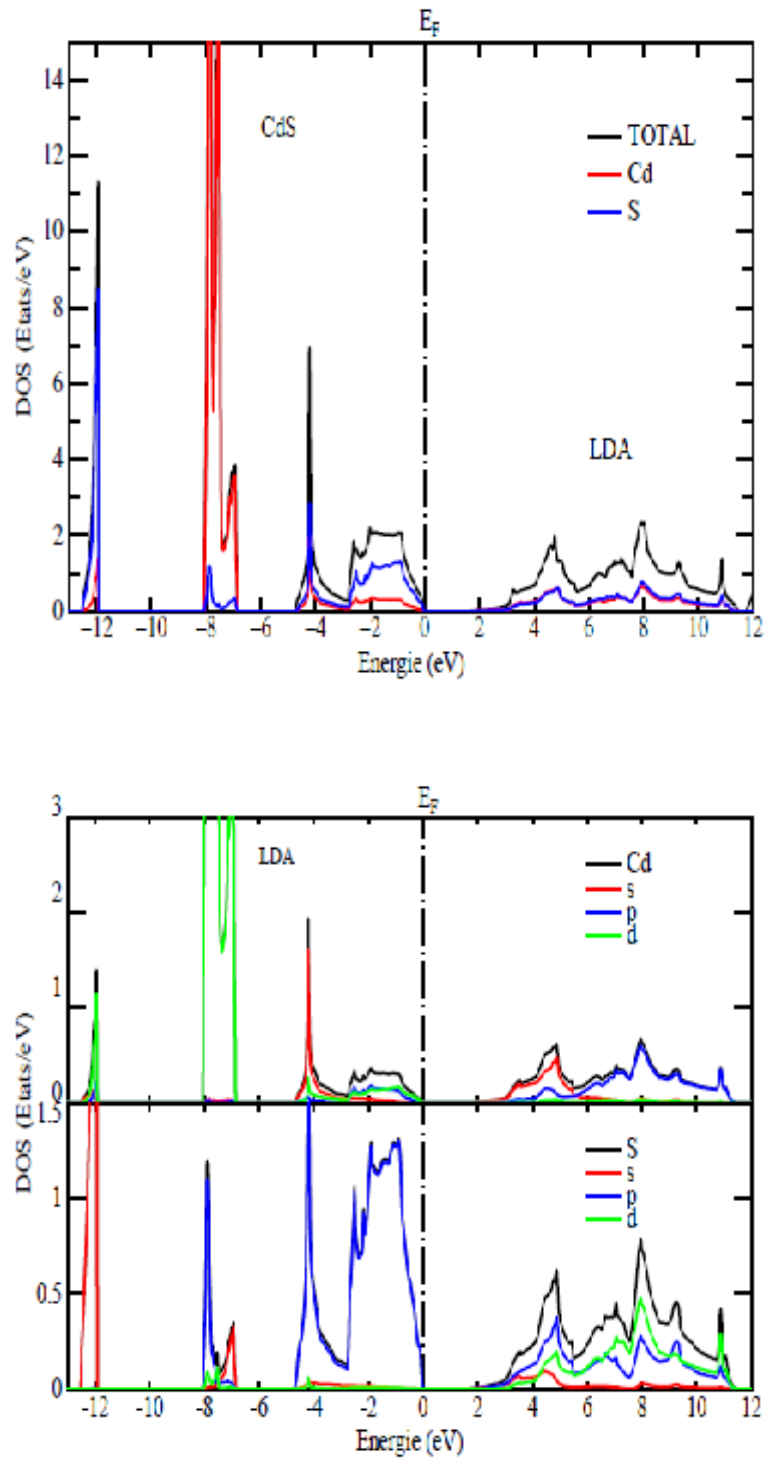 E_F
14
12
10
8
6
4
2
0
DOS (Etats/eV)
CdS
TOTAL
Cd
S
LDA
−12 −10 −8 −6 −4 −2 0 2 4 6 8 10 12
Energie (eV)
E_F
3
2
1
0
LDA
Cd
s
p
d
1.5
1
0.5
0
DOS (Etats/eV)
S
s
p
d
-12 -10 -8 -6 -4 -2 0 2 4 6 8 10 12
Energie (eV)